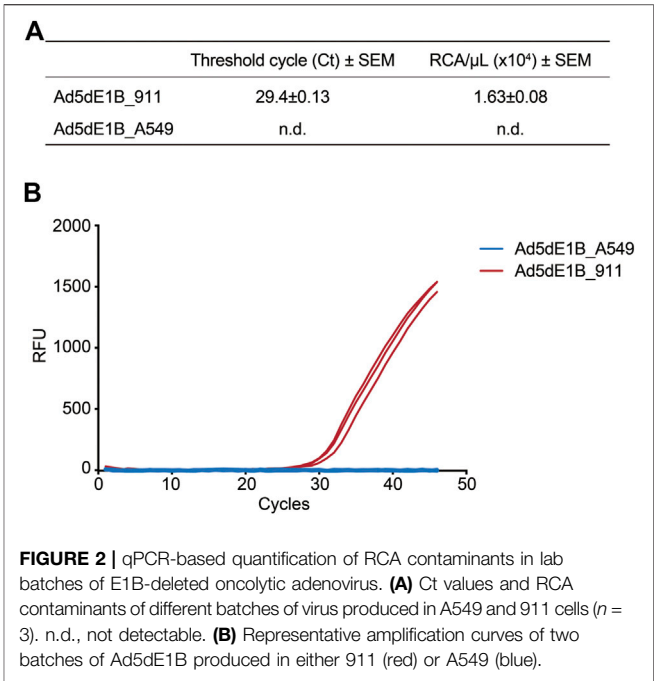 A
Threshold cycle (Ct) ± SEM RCA/µL (x10⁴) ± SEM
Ad5dE1B_911 29.4±0.13 1.63±0.08
Ad5dE1B_A549 n.d. n.d.
B
2000
1500
1000
500
0
RFU
0 10 20 30 40 50
Cycles
Ad5dE1B_A549
Ad5dE1B_911
FIGURE 2 | qPCR-based quantification of RCA contaminants in lab
batches of E1B-deleted oncolytic adenovirus. (A) Ct values and RCA
contaminants of different batches of virus produced in A549 and 911 cells (n =
3). n.d., not detectable. (B) Representative amplification curves of two
batches of Ad5dE1B produced in either 911 (red) or A549 (blue).